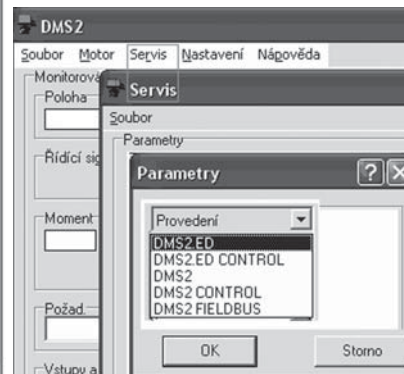 DMS2
Soubor Motor Servis Nastavení Nápověda
Monitorová
Servis
Poloha
Soubor
Parametry
Řídící sig
Parametry
Provedení
Moment
DMS2.ED
DMS2.ED CONTROL
DMS2
DMS2 CONTROL
DMS2 FIELDBUS
Požad.
OK Storno
Vstupy a